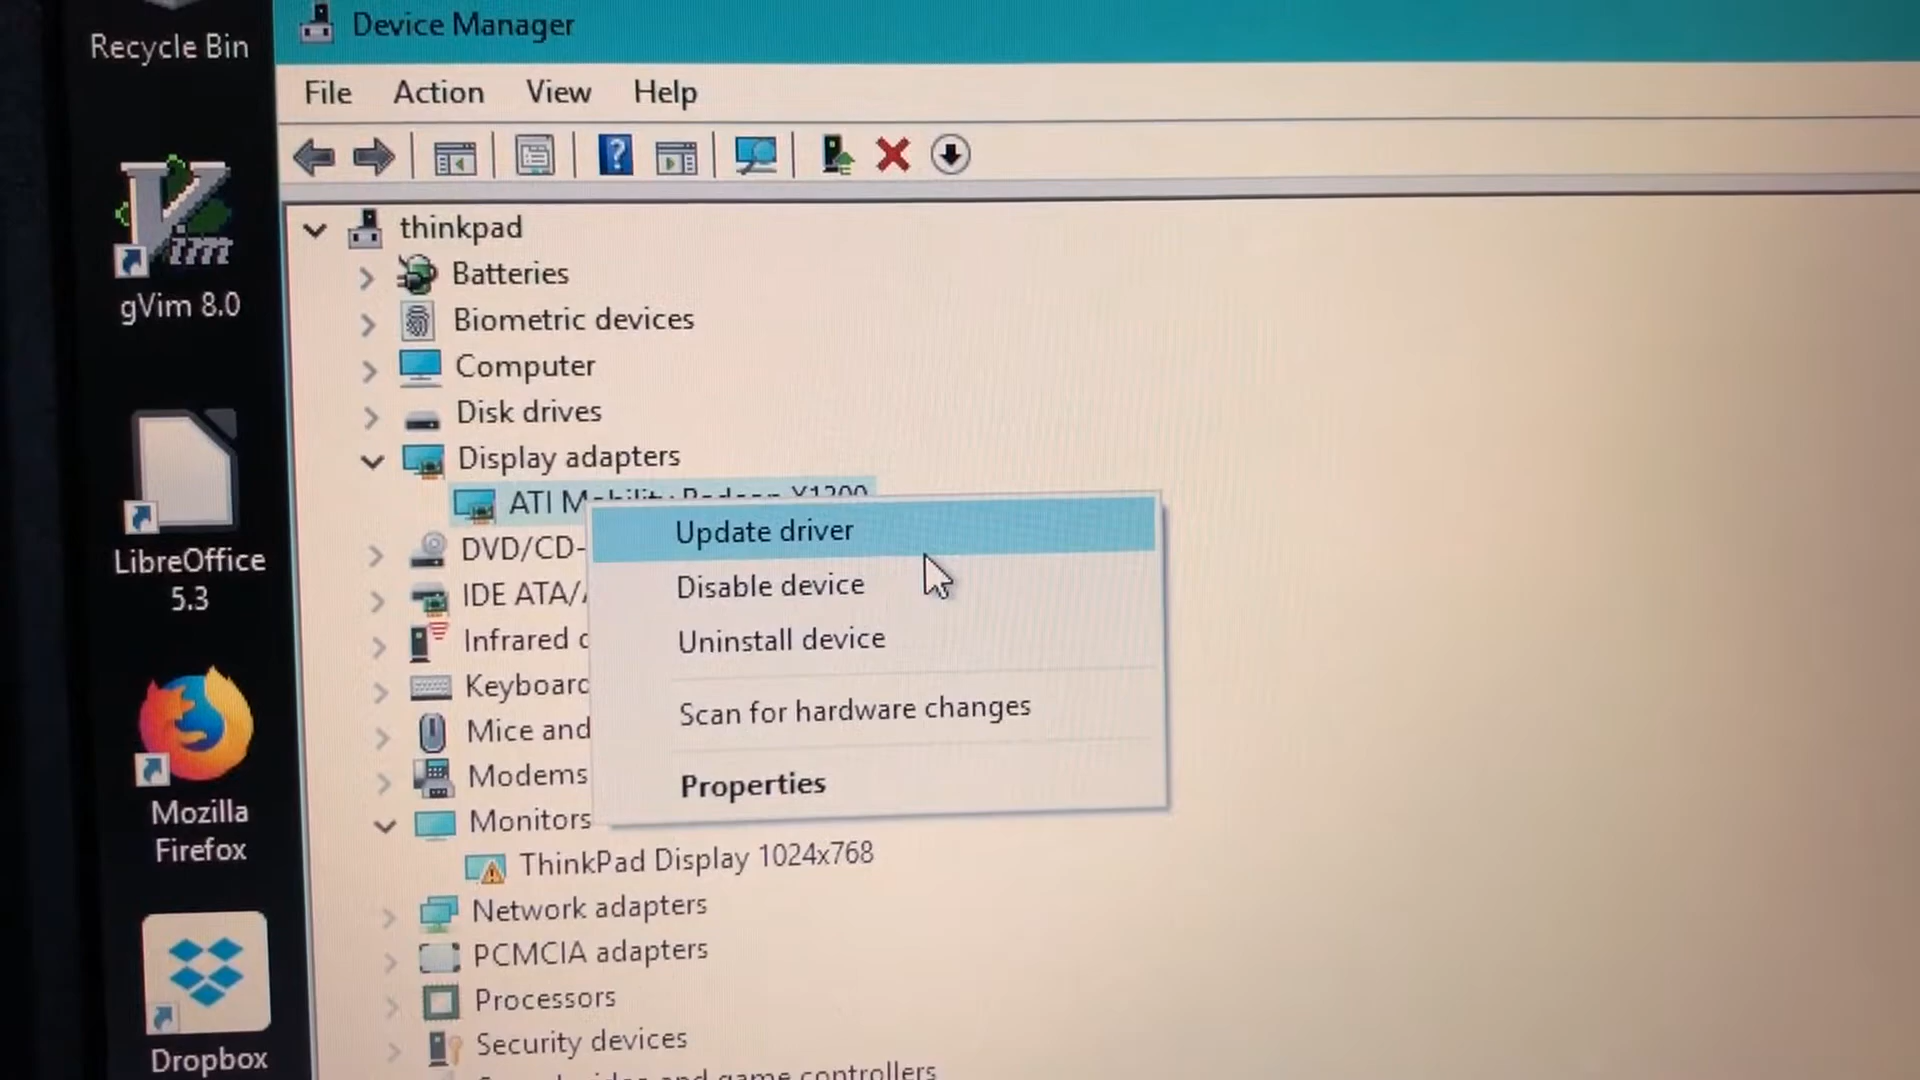 Recycle Bin
gVim 8.0
LibreOffice
5.3
Mozilla
Firefox
Dropbox
Device Manager
File Action View Help
thinkpad
Batteries
Biometric devices
Computer
Disk drives
Display adapters
ATI Mobility Radeon X1300
DVD/CD-
IDE ATA/
Infrared
Keyboard
Mice and
Modems
Monitors
ThinkPad Display 1024x768
Network adapters
PCMCIA adapters
Processors
Security devices
and game controllers
Update driver
Disable device
Uninstall device
Scan for hardware changes
Properties